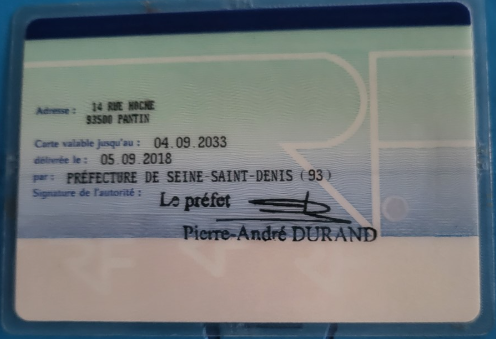 Adresse : 14 RUE HOCHE
93500 PANTIN
Carte valable jusqu'au : 04.09.2033
délivrée le : 05.09.2018
par : PRÉFECTURE DE SEINE-SAINT-DENIS (93)
Signature de l'autorité :
Le préfet
Pierre-André DURAND
RF